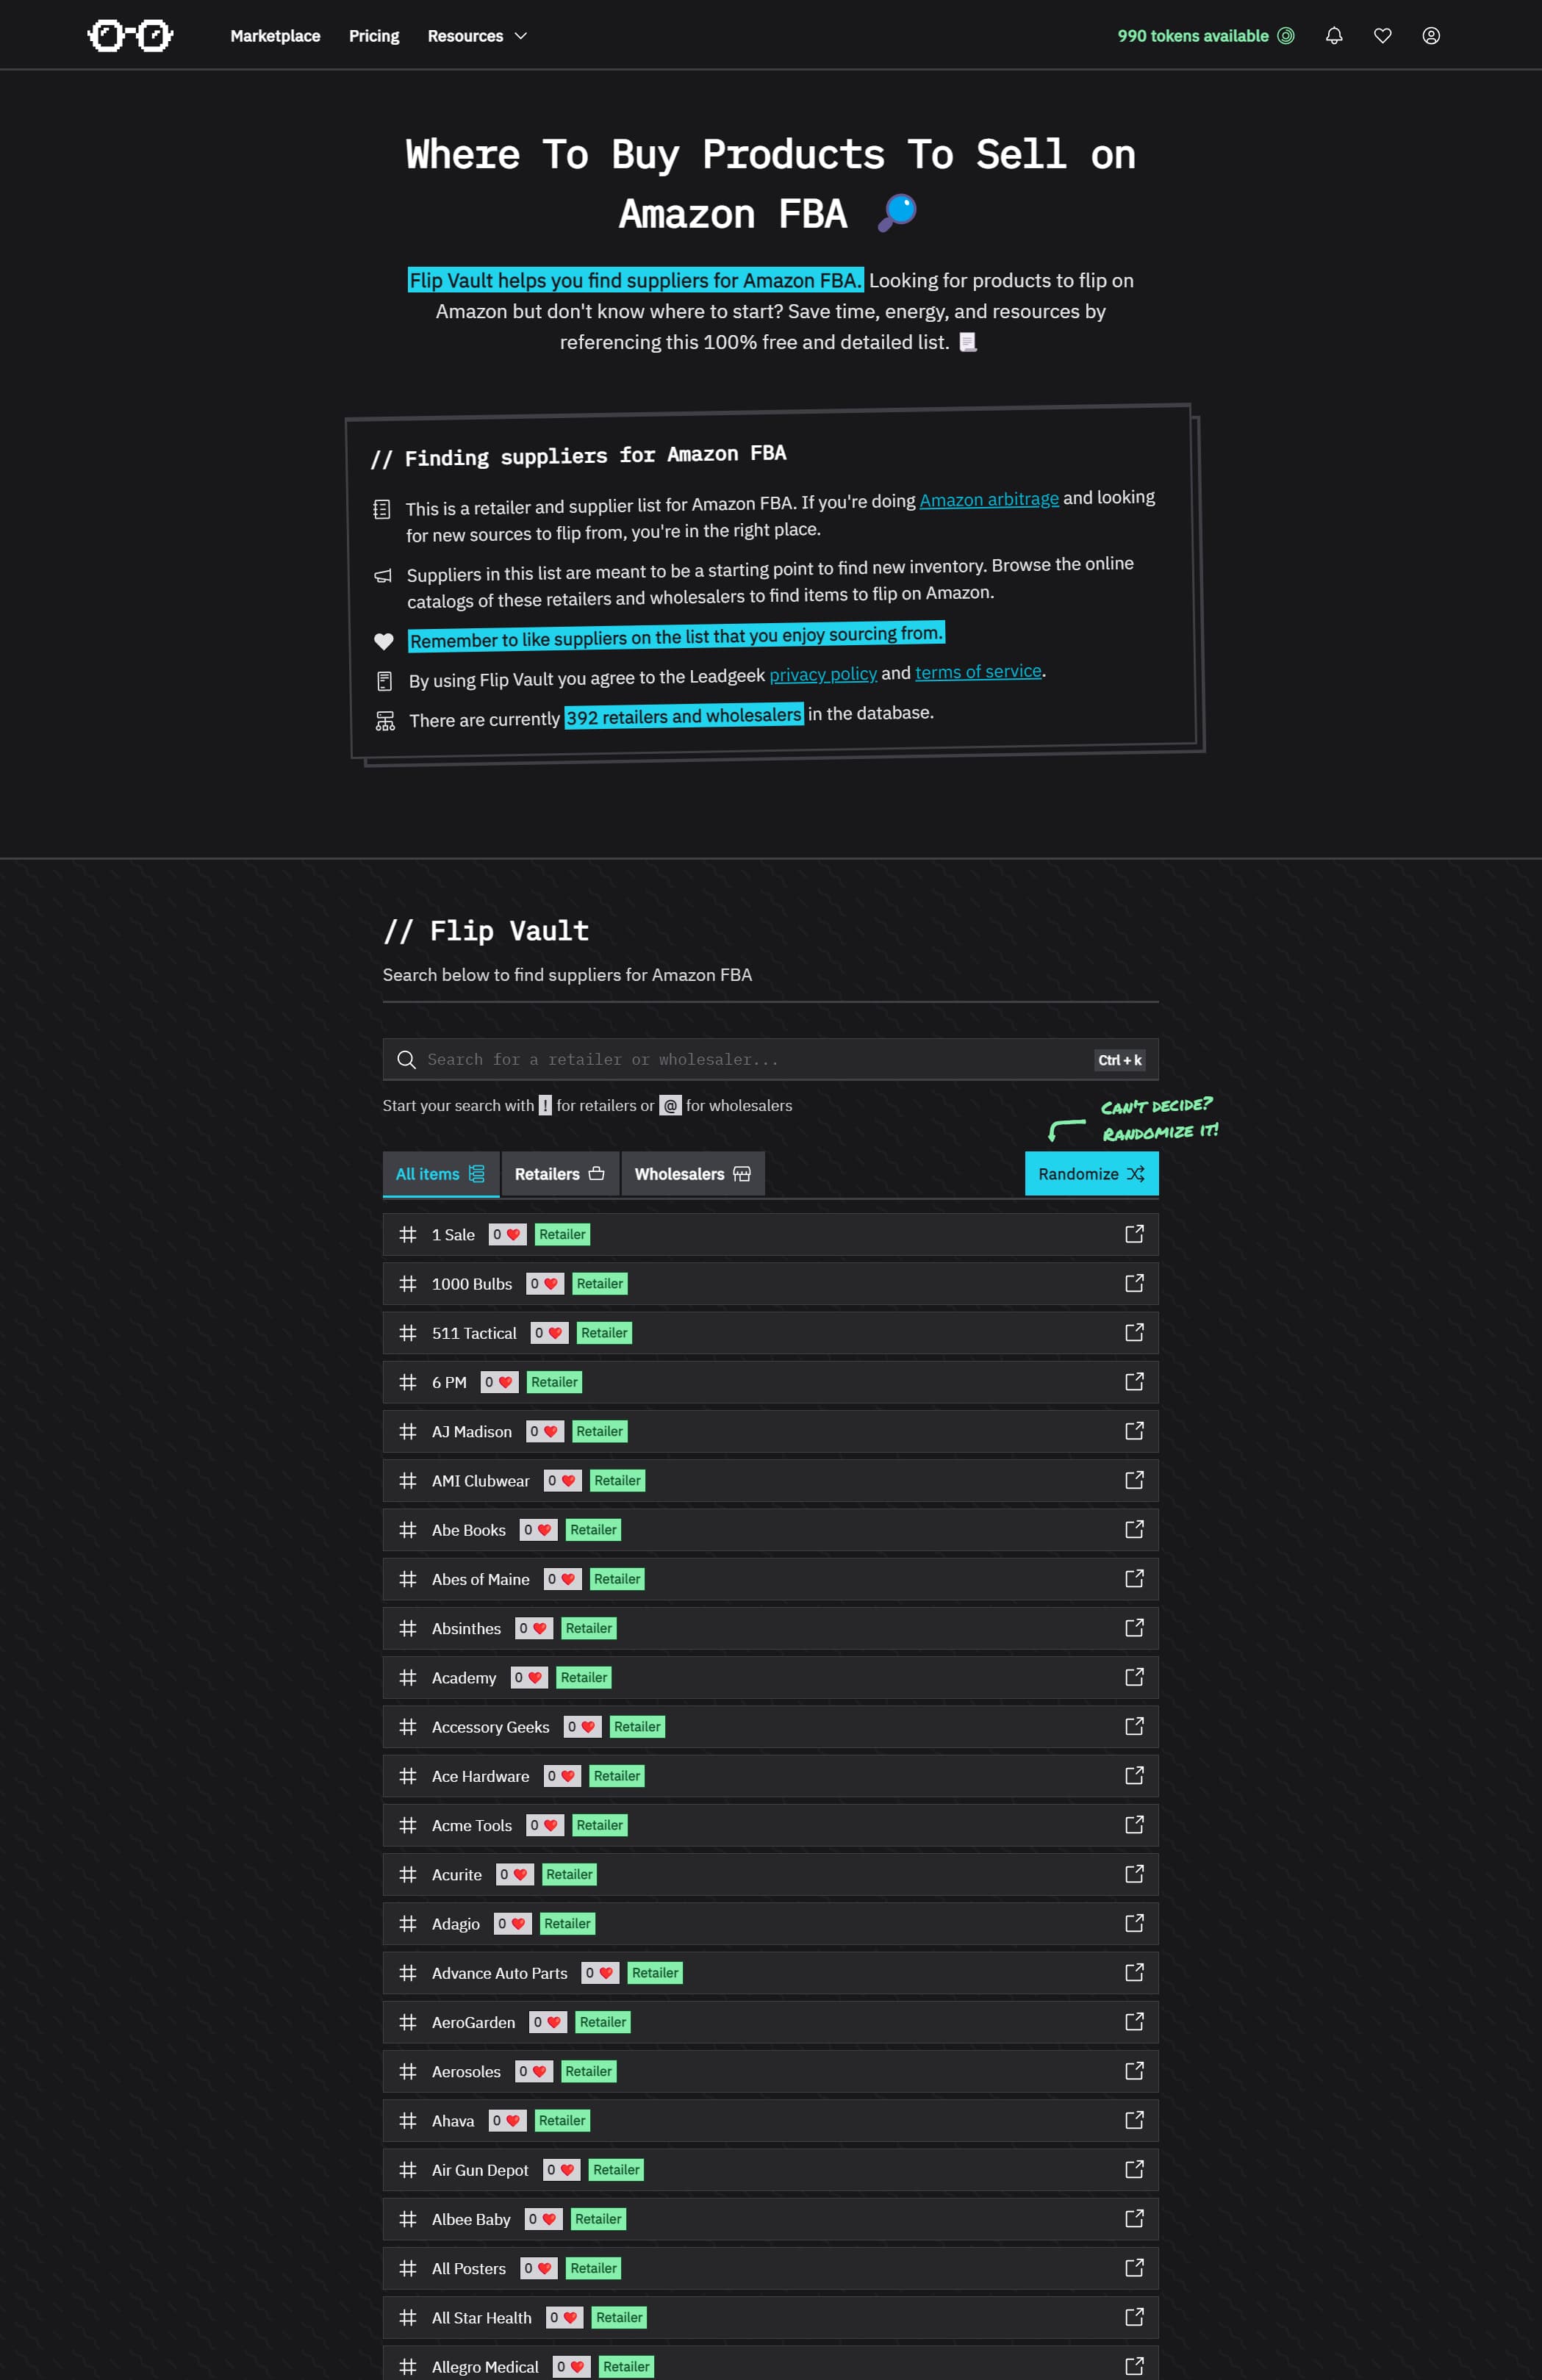 Marketplace Pricing Resources 990 tokens available
Where To Buy Products To Sell on
Amazon FBA
Flip Vault helps you find suppliers for Amazon FBA. Looking for products to flip on
Amazon but don't know where to start? Save time, energy, and resources by
referencing this 100% free and detailed list.
// Finding suppliers for Amazon FBA
This is a retailer and supplier list for Amazon FBA. If you're doing Amazon arbitrage and looking
for new sources to flip from, you're in the right place.
Suppliers in this list are meant to be a starting point to find new inventory. Browse the online
catalogs of these retailers and wholesalers to find items to flip on Amazon.
Remember to like suppliers on the list that you enjoy sourcing from.
By using Flip Vault you agree to the Leadgeek privacy policy and terms of service.
There are currently 392 retailers and wholesalers in the database.
// Flip Vault
Search below to find suppliers for Amazon FBA
Search for a retailer or wholesaler... Ctrl + k
Start your search with ! for retailers or @ for wholesalers
Can't decide?
Randomize it!
All items Retailers Wholesalers Randomize
1 Sale 0 Retailer
1000 Bulbs 0 Retailer
511 Tactical 0 Retailer
6 PM 0 Retailer
AJ Madison 0 Retailer
AMI Clubwear 0 Retailer
Abe Books 0 Retailer
Abes of Maine 0 Retailer
Absinthes 0 Retailer
Academy 0 Retailer
Accessory Geeks 0 Retailer
Ace Hardware 0 Retailer
Acme Tools 0 Retailer
Acurite 0 Retailer
Adagio 0 Retailer
Advance Auto Parts 0 Retailer
AeroGarden 0 Retailer
Aerosoles 0 Retailer
Ahava 0 Retailer
Air Gun Depot 0 Retailer
Albee Baby 0 Retailer
All Posters 0 Retailer
All Star Health 0 Retailer
Allegro Medical 0 Retailer